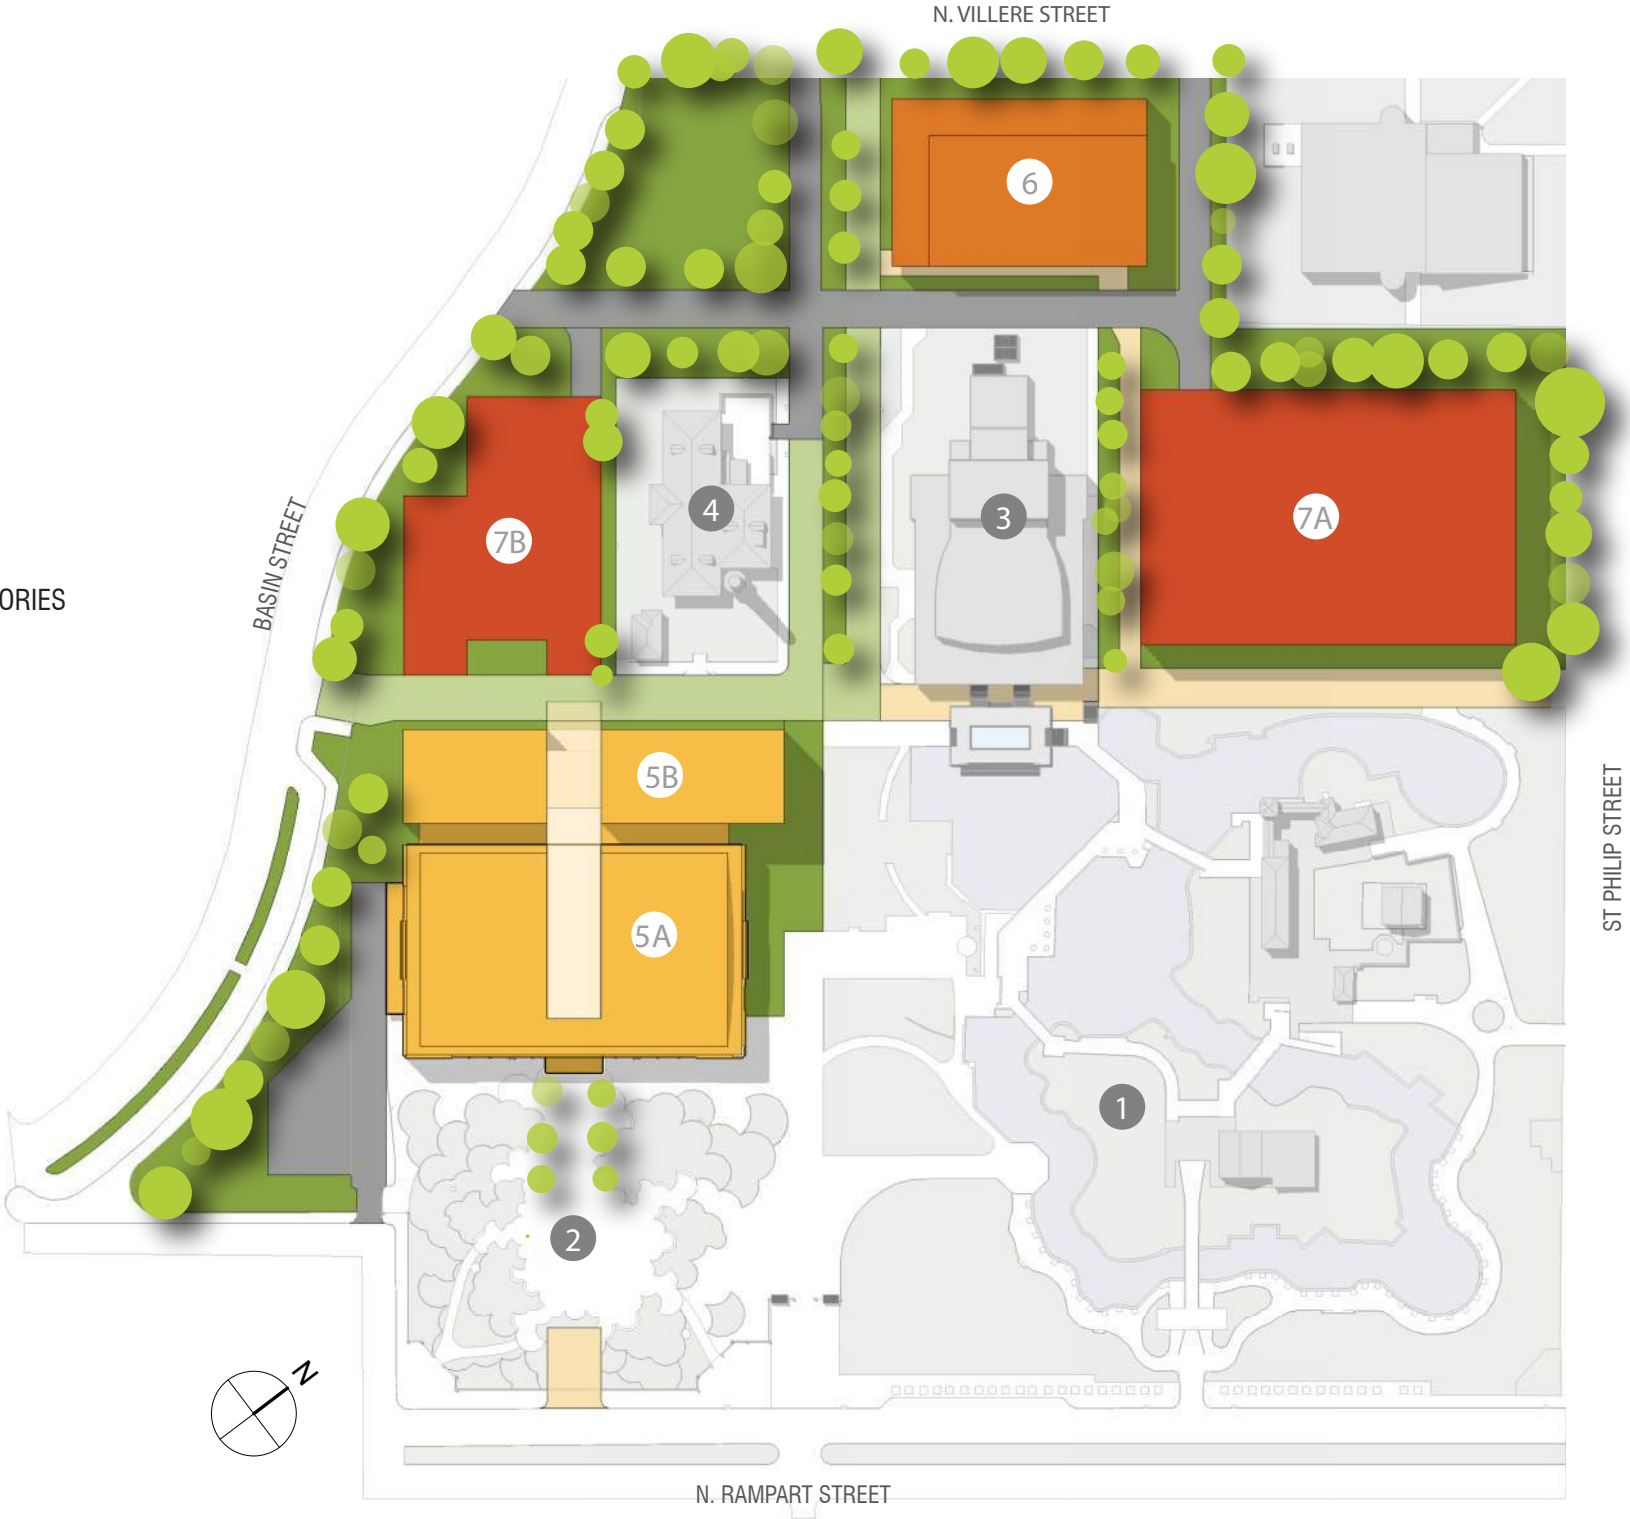 N. VILLERE STREET
6
4
3
7A
7B
ORIES
BASIN STREET
5B
5A
ST PHILIP STREET
1
2
N
N. RAMPART STREET